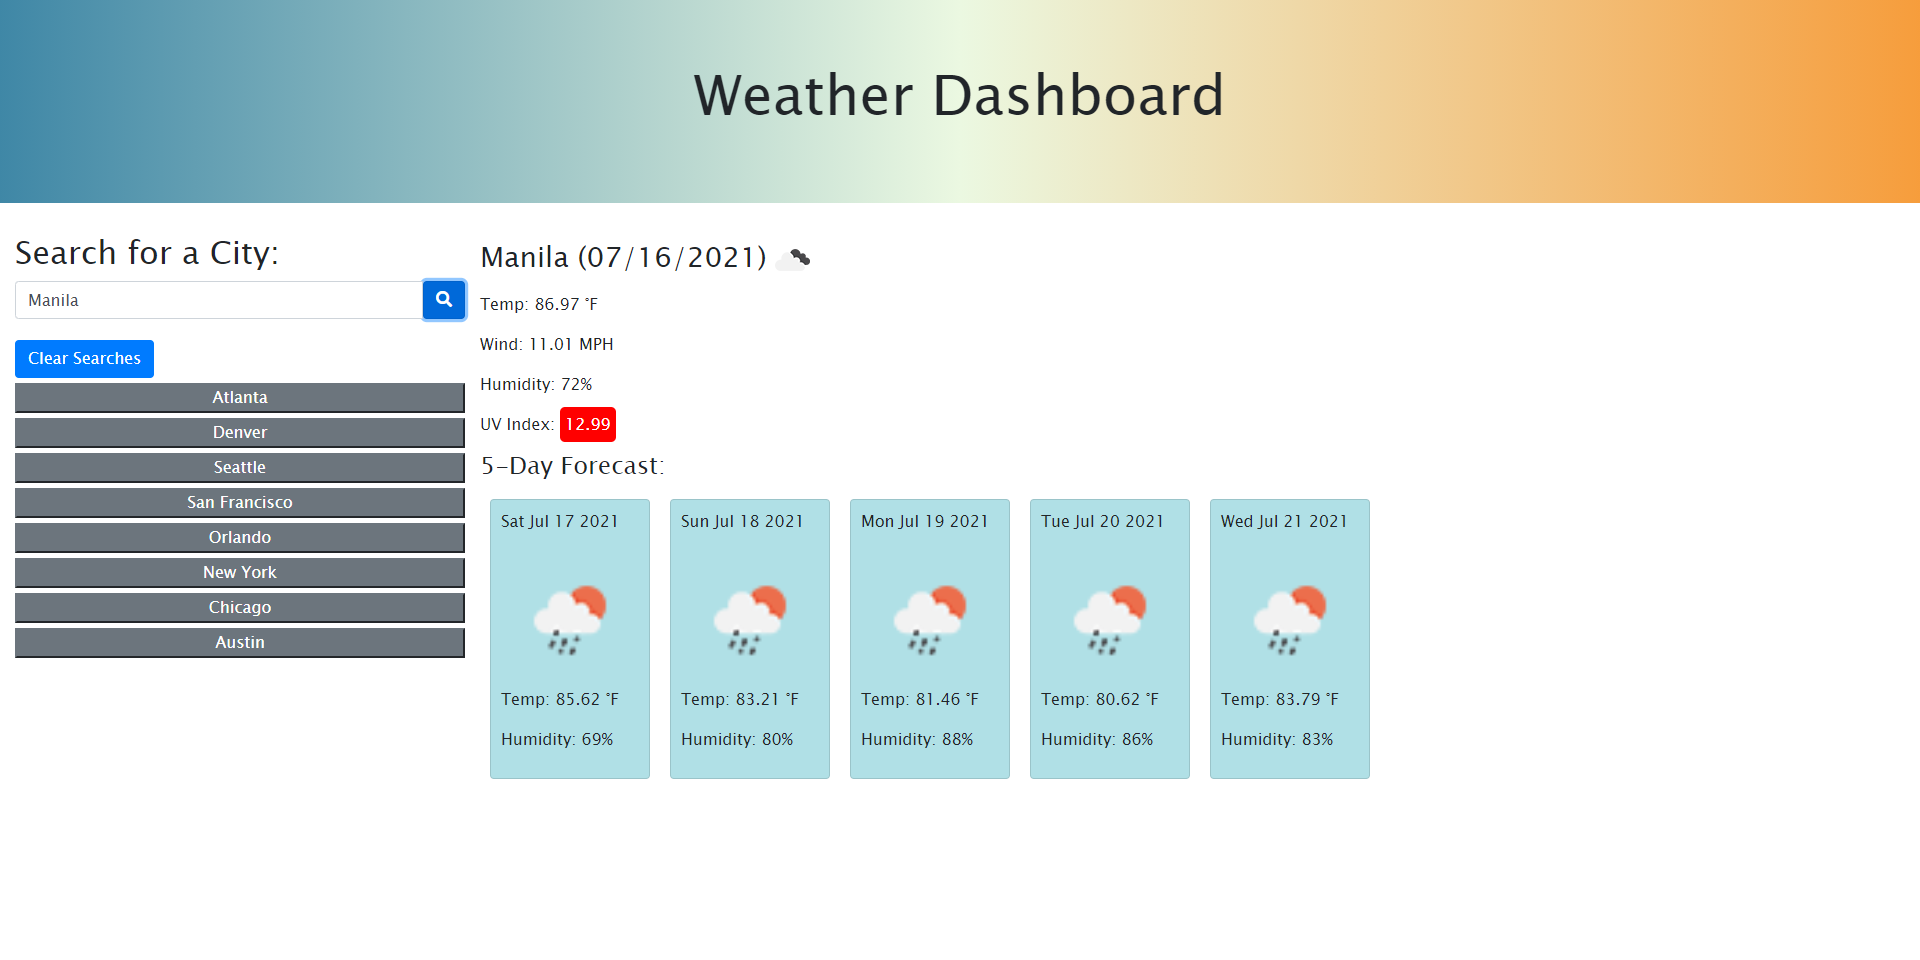 Weather Dashboard
Search for a City:
Manila
Clear Searches
Atlanta
Denver
Seattle
San Francisco
Orlando
New York
Chicago
Austin
Manila (07/16/2021)
Temp: 86.97 °F
Wind: 11.01 MPH
Humidity: 72%
UV Index: 12.99
5-Day Forecast:
Sat Jul 17 2021
Temp: 85.62 °F
Humidity: 69%
Sun Jul 18 2021
Temp: 83.21 °F
Humidity: 80%
Mon Jul 19 2021
Temp: 81.46 °F
Humidity: 88%
Tue Jul 20 2021
Temp: 80.62 °F
Humidity: 86%
Wed Jul 21 2021
Temp: 83.79 °F
Humidity: 83%